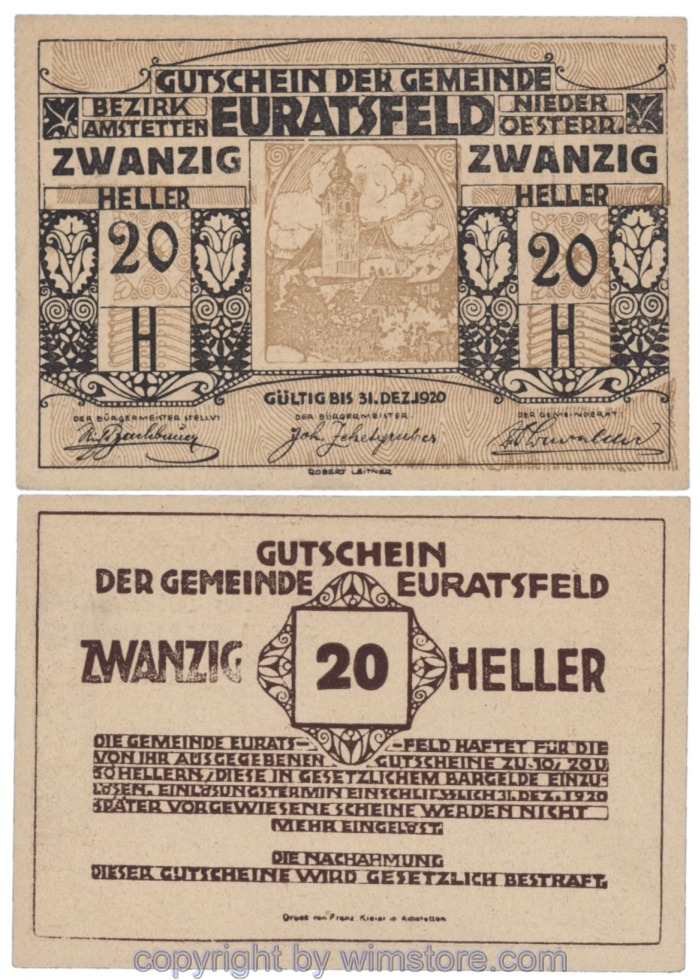 GUTSCHEIN DER GEMEINDE
BEZIRK AMSTETTEN
EURATSFELD
NIEDER OESTERR.
ZWANZIG ZWANZIG
HELLER HELLER
20 20
H H
GÜLTIG BIS 31. DEZ. 1920
DER BÜRGERMEISTER STELLV: DER BÜRGERMEISTER: DER GEMEINDERAT:
Joh. Zehetgruber
ROBERT LEITNER
GUTSCHEIN
DER GEMEINDE EURATSFELD
ZWANZIG 20 HELLER
DIE GEMEINDE EURATS- -FELD HAFTET FÜR DIE
VON IHR AUSGEGEBENEN GUTSCHEINE ZU 10, 20 U.
50 HELLERN, DIESE IN GESETZLICHEM BARGELDE EINZU-
LÖSEN. EINLÖSUNGSTERMIN EINSCHLIESSLICH 31. DEZ. 1920
SPÄTER VORGEWIESENE SCHEINE WERDEN NICHT
MEHR EINGELÖST.
DIE NACHAHMUNG
DIESER GUTSCHEINE WIRD GESETZLICH BESTRAFT.
Druck von Franz in Amstetten
copyright by wimstore.com